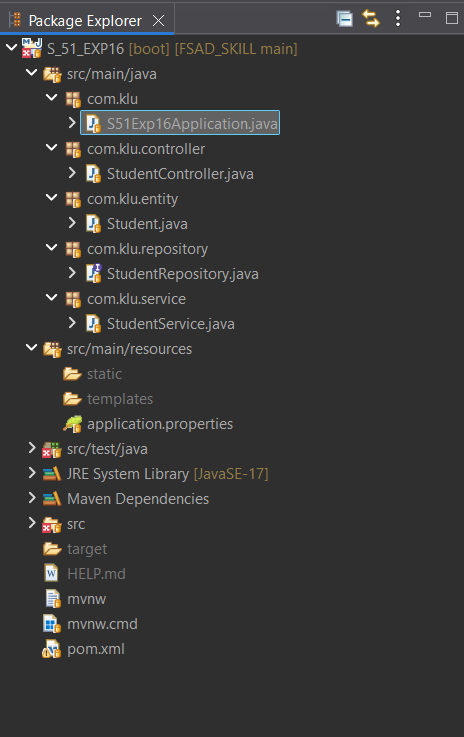 Package Explorer
S_51_EXP16 [boot] [FSAD_SKILL main]
src/main/java
com.klu
S51Exp16Application.java
com.klu.controller
StudentController.java
com.klu.entity
Student.java
com.klu.repository
StudentRepository.java
com.klu.service
StudentService.java
src/main/resources
static
templates
application.properties
src/test/java
JRE System Library [JavaSE-17]
Maven Dependencies
src
target
HELP.md
mvnw
mvnw.cmd
pom.xml